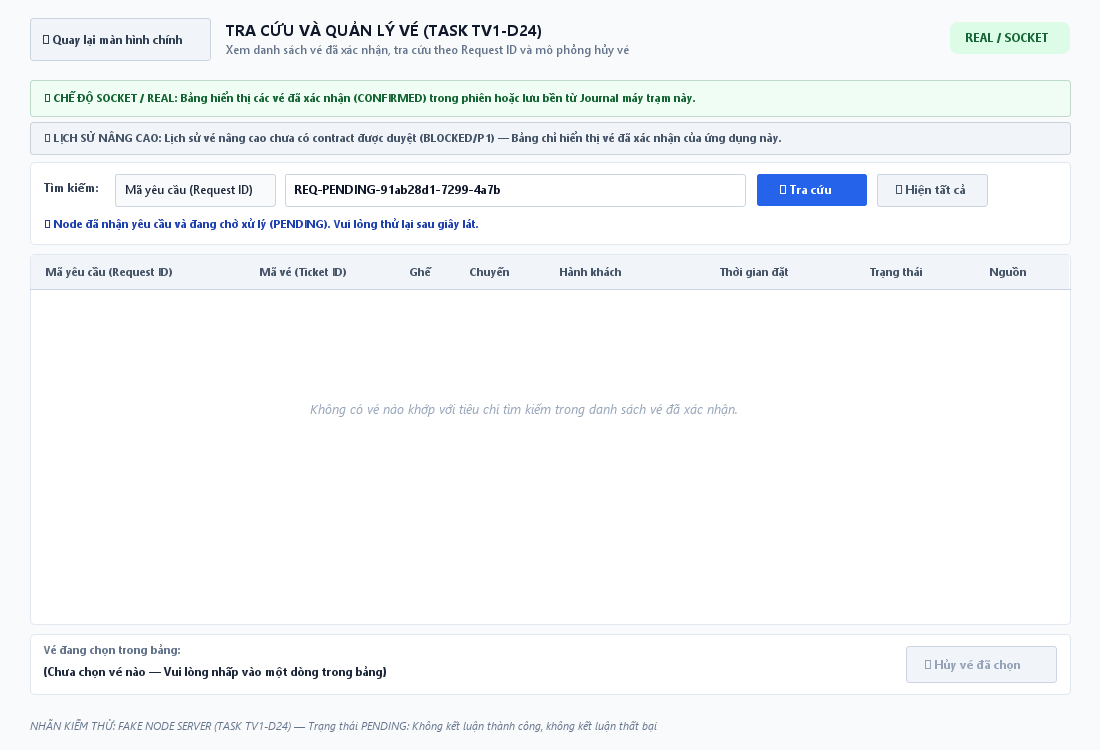 Quay lại màn hình chính
TRA CỨU VÀ QUẢN LÝ VÉ (TASK TV1-D24)
Xem danh sách vé đã xác nhận, tra cứu theo Request ID và mô phỏng hủy vé
REAL / SOCKET
CHẾ ĐỘ SOCKET / REAL: Bảng hiển thị các vé đã xác nhận (CONFIRMED) trong phiên hoặc lưu bền từ Journal máy trạm này.
LỊCH SỬ NÂNG CAO: Lịch sử vé nâng cao chưa có contract được duyệt (BLOCKED/P1) — Bảng chỉ hiển thị vé đã xác nhận của ứng dụng này.
Tìm kiếm: Mã yêu cầu (Request ID) REQ-PENDING-91ab28d1-7299-4a7b Tra cứu Hiện tất cả
Node đã nhận yêu cầu và đang chờ xử lý (PENDING). Vui lòng thử lại sau giây lát.
Mã yêu cầu (Request ID) Mã vé (Ticket ID) Ghế Chuyến Hành khách Thời gian đặt Trạng thái Nguồn
Không có vé nào khớp với tiêu chí tìm kiếm trong danh sách vé đã xác nhận.
Vé đang chọn trong bảng:
(Chưa chọn vé nào — Vui lòng nhấp vào một dòng trong bảng)
Hủy vé đã chọn
NHÃN KIỂM THỬ: FAKE NODE SERVER (TASK TV1-D24) — Trạng thái PENDING: Không kết luận thành công, không kết luận thất bại